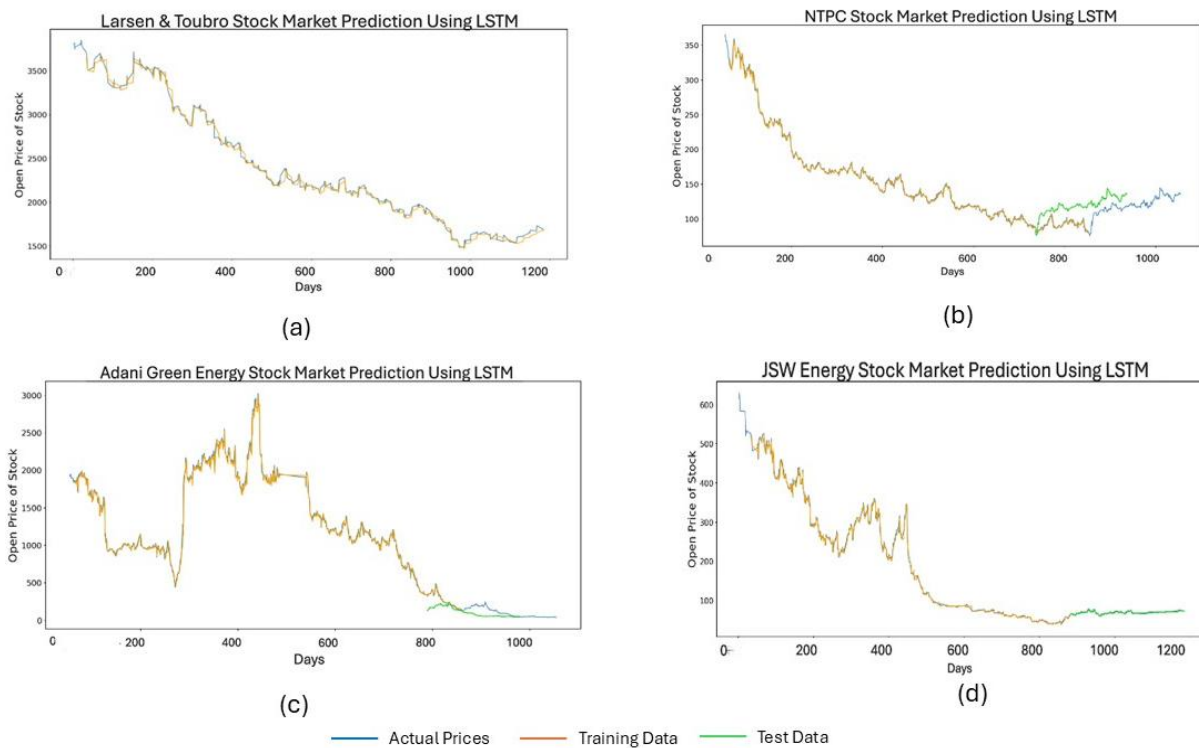 Larsen & Toubro Stock Market Prediction Using LSTM
Open Price of Stock
3500
3000
2500
2000
1500
0 200 400 600 800 1000 1200
Days
(a)
NTPC Stock Market Prediction Using LSTM
Open Price of Stock
350
300
250
200
150
100
0 200 400 600 800 1000
Days
(b)
Adani Green Energy Stock Market Prediction Using LSTM
Open Price of Stock
3000
2500
2000
1500
1000
500
0
0 200 400 600 800 1000
Days
(c)
JSW Energy Stock Market Prediction Using LSTM
Open Price of Stock
600
500
400
300
200
100
0 200 400 600 800 1000 1200
Days
(d)
Actual Prices Training Data Test Data